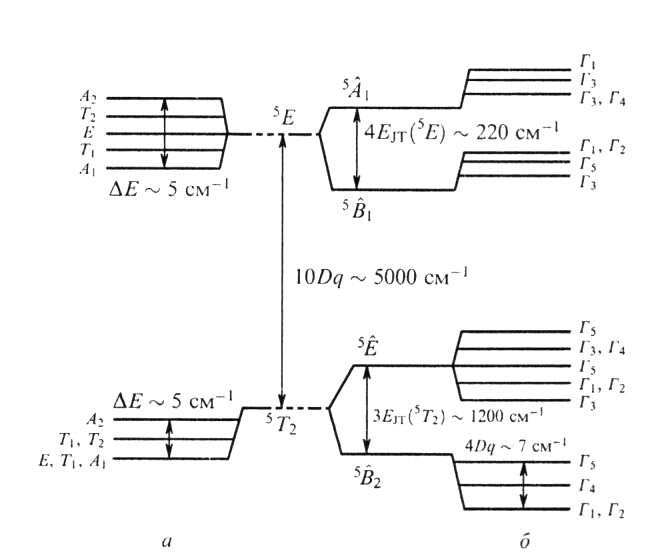 A₂
T₂
E
T₁
A₁
ΔE ~ 5 см⁻¹
⁵E
⁵Â₁
4E_JT(⁵E) ~ 220 см⁻¹
⁵B̂₁
Γ₁
Γ₃
Γ₃, Γ₄
Γ₁, Γ₂
Γ₅
Γ₃
10Dq ~ 5000 см⁻¹
ΔE ~ 5 см⁻¹
A₂
T₁, T₂
E, T₁, A₁
⁵T₂
⁵Ê
3E_JT(⁵T₂) ~ 1200 см⁻¹
⁵B̂₂
Γ₅
Γ₃, Γ₄
Γ₅
Γ₁, Γ₂
Γ₃
4Dq ~ 7 см⁻¹
Γ₅
Γ₄
Γ₁, Γ₂
а
б